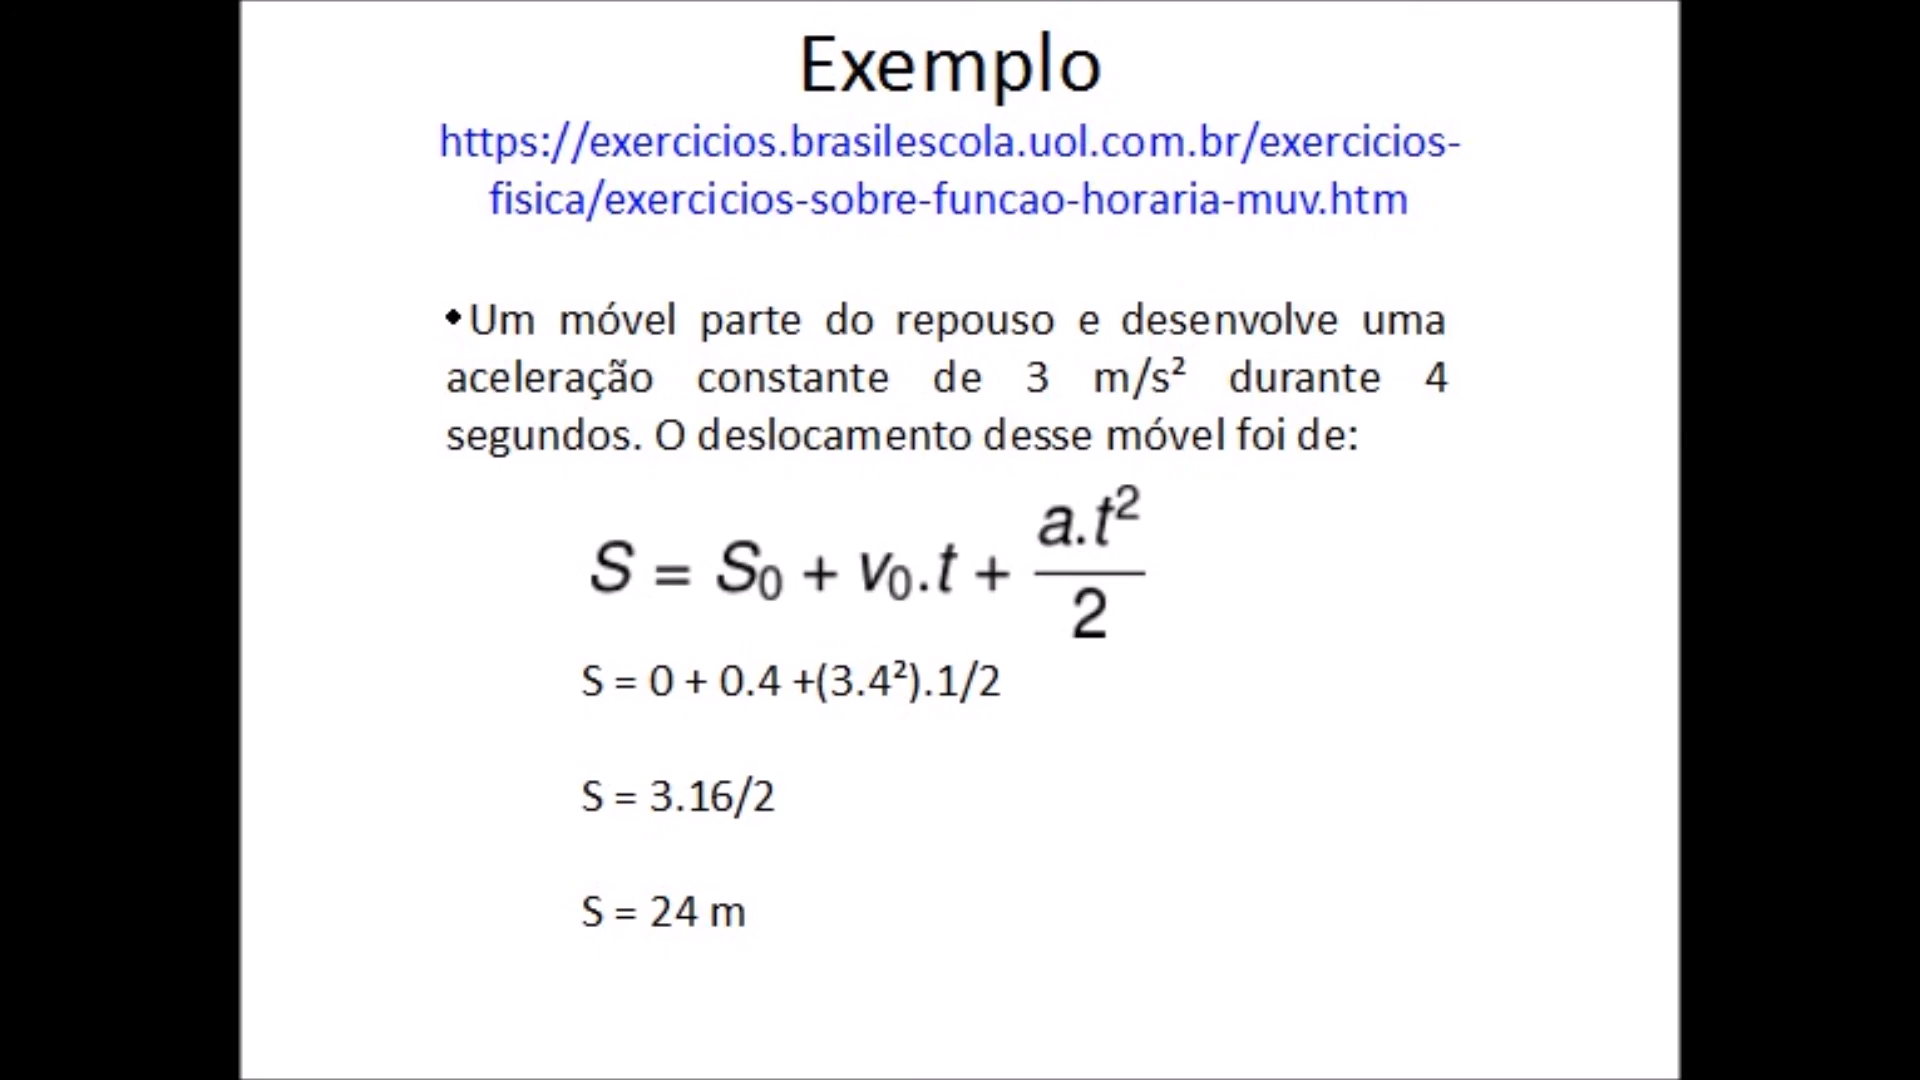 Exemplo
https://exercicios.brasilescola.uol.com.br/exercicios-
fisica/exercicios-sobre-funcao-horaria-muv.htm
◆Um móvel parte do repouso e desenvolve uma
aceleração constante de 3 m/s² durante 4
segundos. O deslocamento desse móvel foi de:
S = S₀ + v₀.t + a.t²/2
S = 0 + 0.4 +(3.4²).1/2
S = 3.16/2
S = 24 m